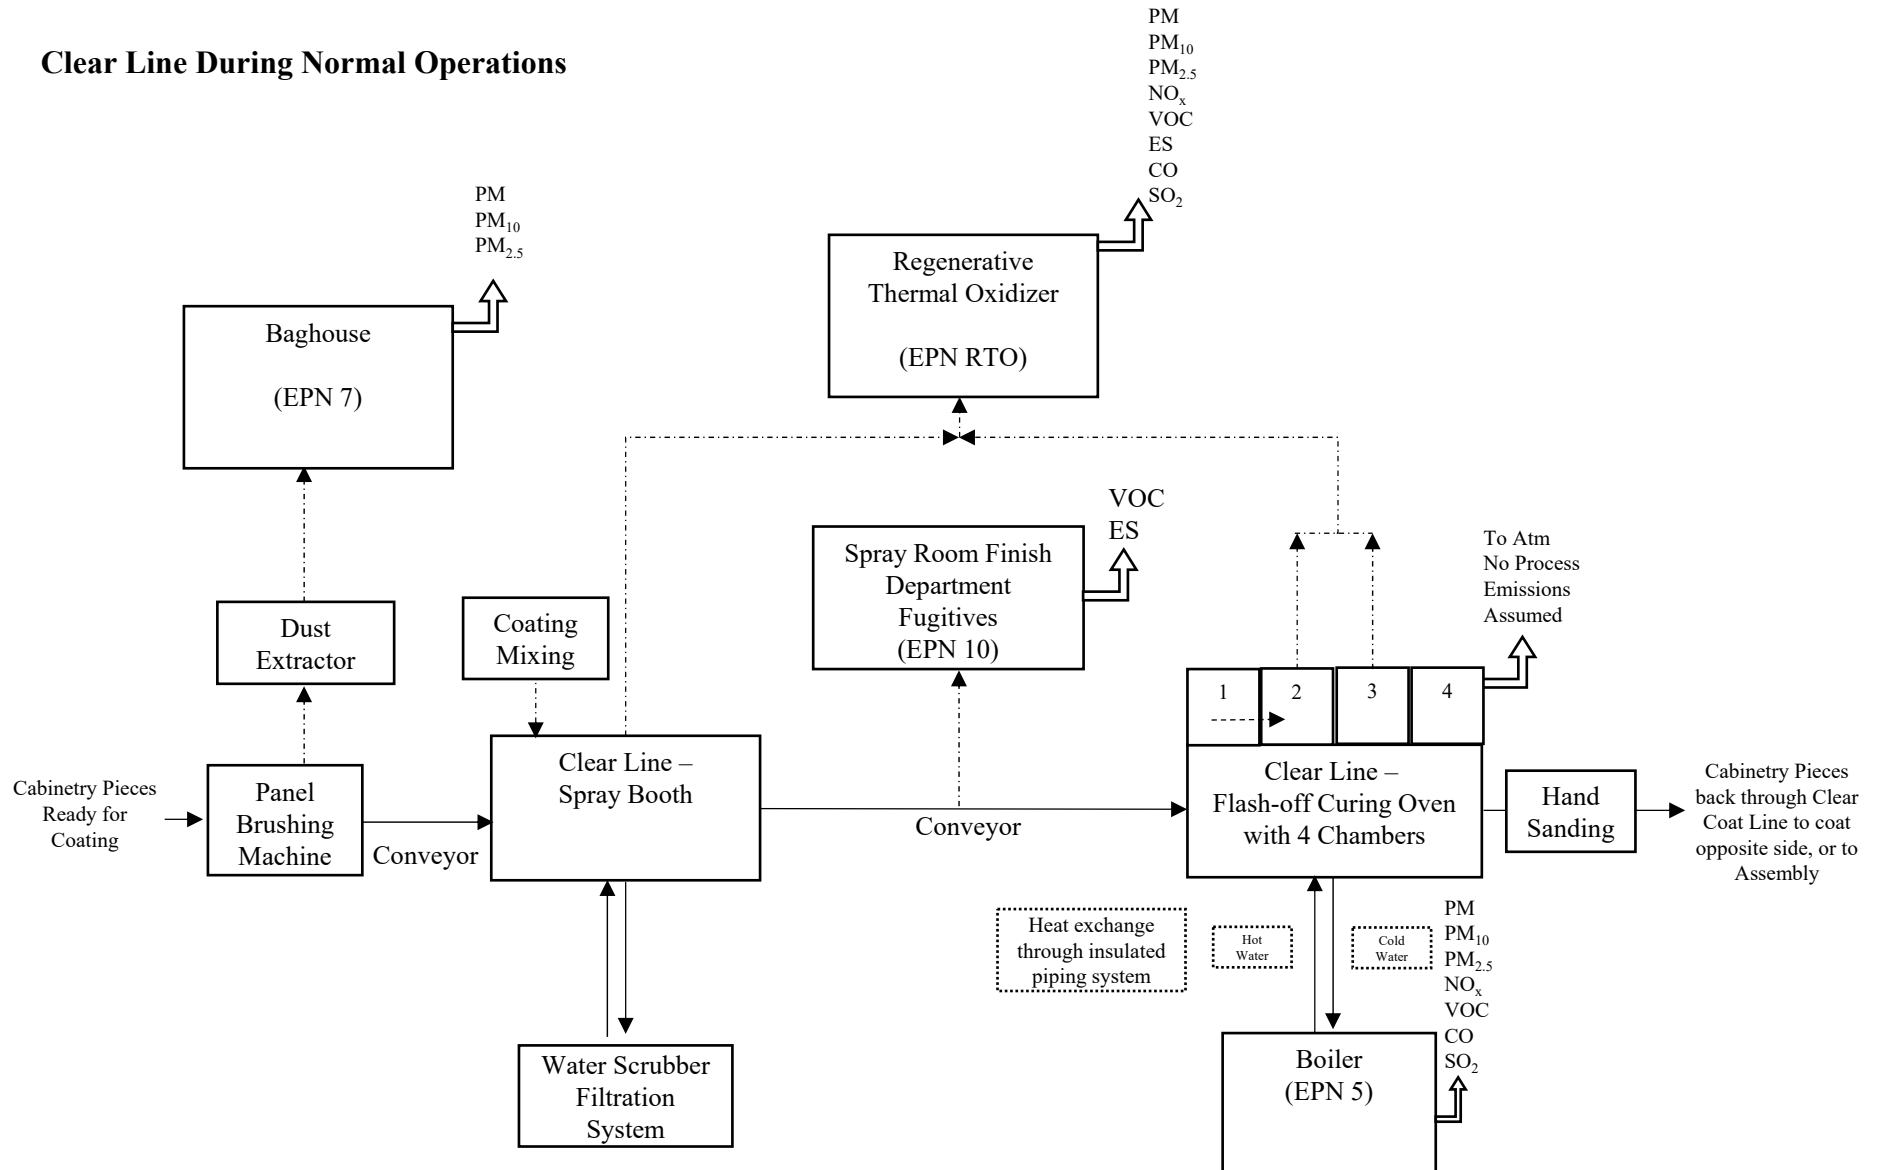 Clear Line During Normal Operations
PM
PM10
PM2.5
NOx
VOC
ES
CO
SO2
PM
PM10
PM2.5
Regenerative
Thermal Oxidizer
(EPN RTO)
Baghouse
(EPN 7)
VOC
ES
Spray Room Finish
Department
Fugitives
(EPN 10)
To Atm
No Process
Emissions
Assumed
Dust
Extractor
Coating
Mixing
1
2
3
4
Cabinetry Pieces
Ready for
Coating
Panel
Brushing
Machine
Conveyor
Clear Line –
Spray Booth
Conveyor
Clear Line –
Flash-off Curing Oven
with 4 Chambers
Hand
Sanding
Cabinetry Pieces
back through Clear
Coat Line to coat
opposite side, or to
Assembly
Heat exchange
through insulated
piping system
Hot
Water
Cold
Water
PM
PM10
PM2.5
NOx
VOC
CO
SO2
Water Scrubber
Filtration
System
Boiler
(EPN 5)